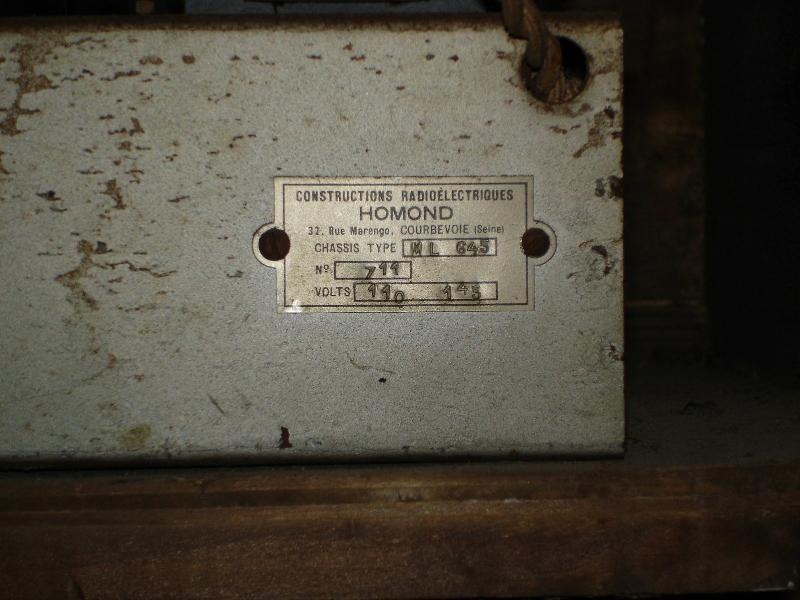 CONSTRUCTIONS RADIOÉLECTRIQUES
HOMOND
32, Rue Marengo, COURBEVOIE (Seine)
CHASSIS TYPE ML 645
Nº 711
VOLTS 110 145